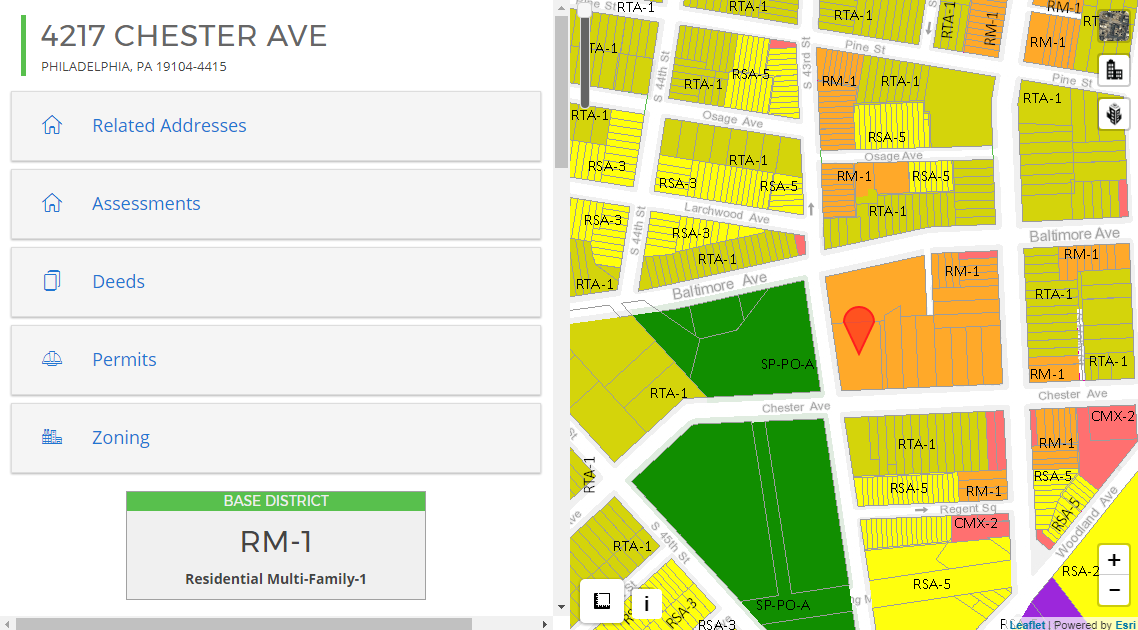 4217 CHESTER AVE
PHILADELPHIA, PA 19104-4415
Related Addresses
Assessments
Deeds
Permits
Zoning
BASE DISTRICT
RM-1
Residential Multi-Family-1
RTA-1
RTA-1
RTA-1
RTA-1
RM-1
RM-1
RM-1
Pine St
Pine St
TA-1
RSA-5
RTA-1
S 44th St
S 43rd St
RM-1
RTA-1
RTA-1
RTA-1
Osage Ave
RSA-5
Osage Ave
RSA-3
RTA-1
RSA-3
RSA-5
RM-1
RSA-5
RTA-1
Larchwood Ave
RSA-3
S 44th St
RSA-3
RTA-1
RTA-1
Baltimore Ave
Baltimore Ave
RM-1
RM-1
RTA-1
SP-PO-A
RTA-1
RM-1
RTA-1
Chester Ave
Chester Ave
CMX-2
RTA-1
RM-1
RTA-1
RSA-5
RSA-5
RM-1
RSA-5
Regent Sq
CMX-2
Woodland Ave
S 45th St
RTA-1
RSA-2
RSA-5
SP-PO-A
RSA-3
RSA-3
i
+
−
Leaflet | Powered by Esri